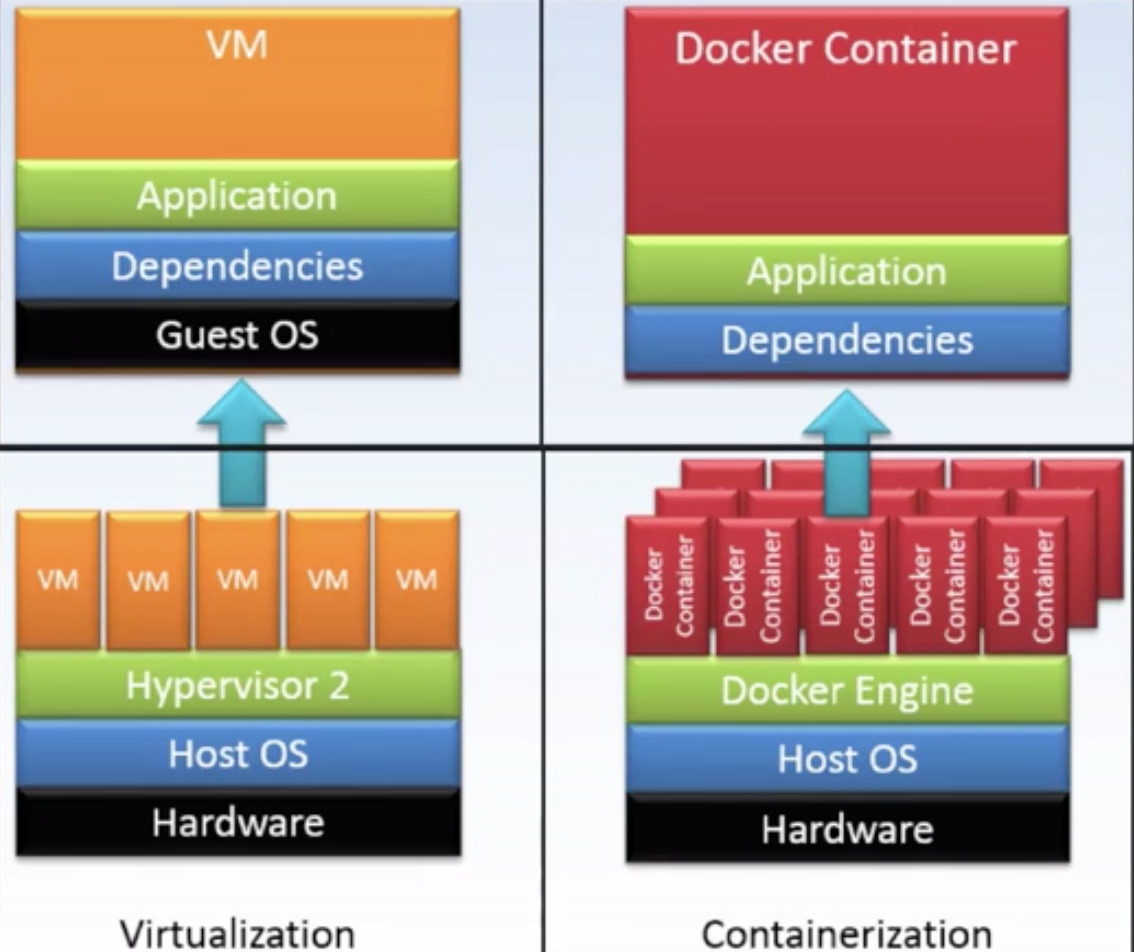 VM
Application
Dependencies
Guest OS
Docker Container
Application
Dependencies
VM
VM
VM
VM
VM
Hypervisor 2
Host OS
Hardware
Virtualization
Docker
Container
Docker
Container
Docker
Container
Docker
Container
Docker
Container
Docker Engine
Host OS
Hardware
Containerization